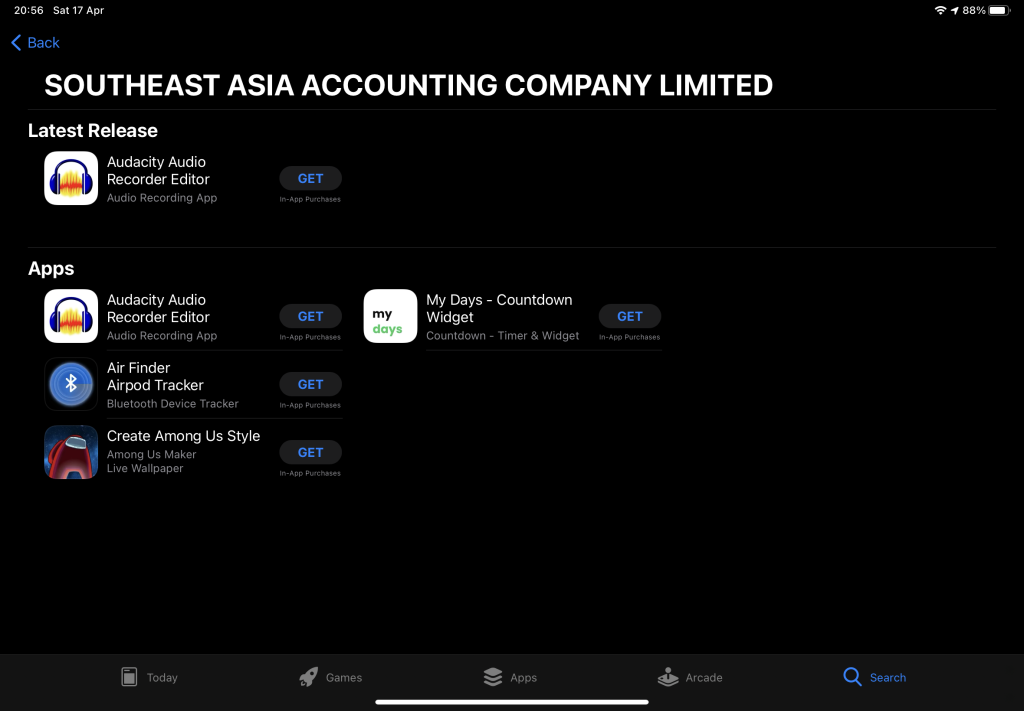 20:56 Sat 17 Apr
88%
Back
SOUTHEAST ASIA ACCOUNTING COMPANY LIMITED
Latest Release
Audacity Audio
Recorder Editor
Audio Recording App
GET
In-App Purchases
Apps
Audacity Audio
Recorder Editor
Audio Recording App
GET
In-App Purchases
my
days
My Days - Countdown
Widget
Countdown - Timer & Widget
GET
In-App Purchases
Air Finder
Airpod Tracker
Bluetooth Device Tracker
GET
In-App Purchases
Create Among Us Style
Among Us Maker
Live Wallpaper
GET
In-App Purchases
Today
Games
Apps
Arcade
Search